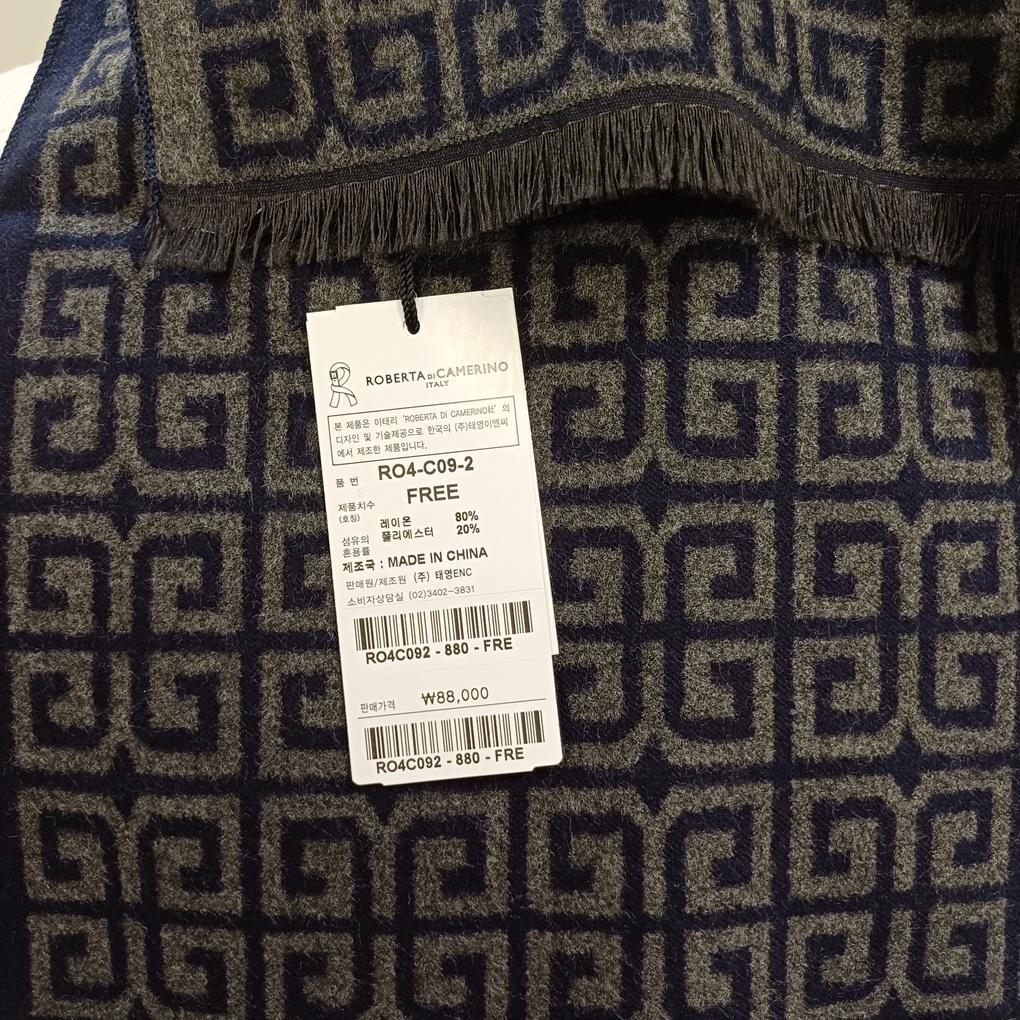 ROBERTA DI CAMERINO
ITALY
본 제품은 이태리 'ROBERTA DI CAMERINO社' 의
디자인 및 기술제공으로 한국의 (주)태영이엔씨
에서 제조한 제품입니다.
품 번 RO4-C09-2
제품치수 FREE
(호칭)
섬유의 레이온 80%
혼용률 폴리에스터 20%
제조국 : MADE IN CHINA
판매원/제조원 (주) 태영ENC
소비자상담실 (02)3402-3831
RO4C092 - 880 - FRE
판매가격 ₩88,000
RO4C092 - 880 - FRE